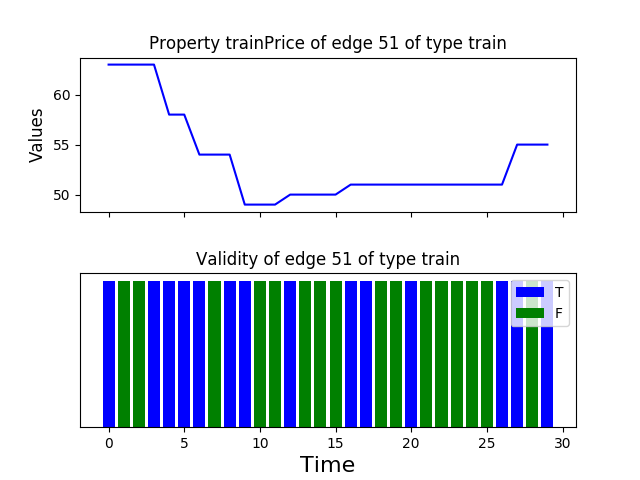 Property trainPrice of edge 51 of type train
60
55
50
Values
Validity of edge 51 of type train
T
F
0 5 10 15 20 25 30
Time